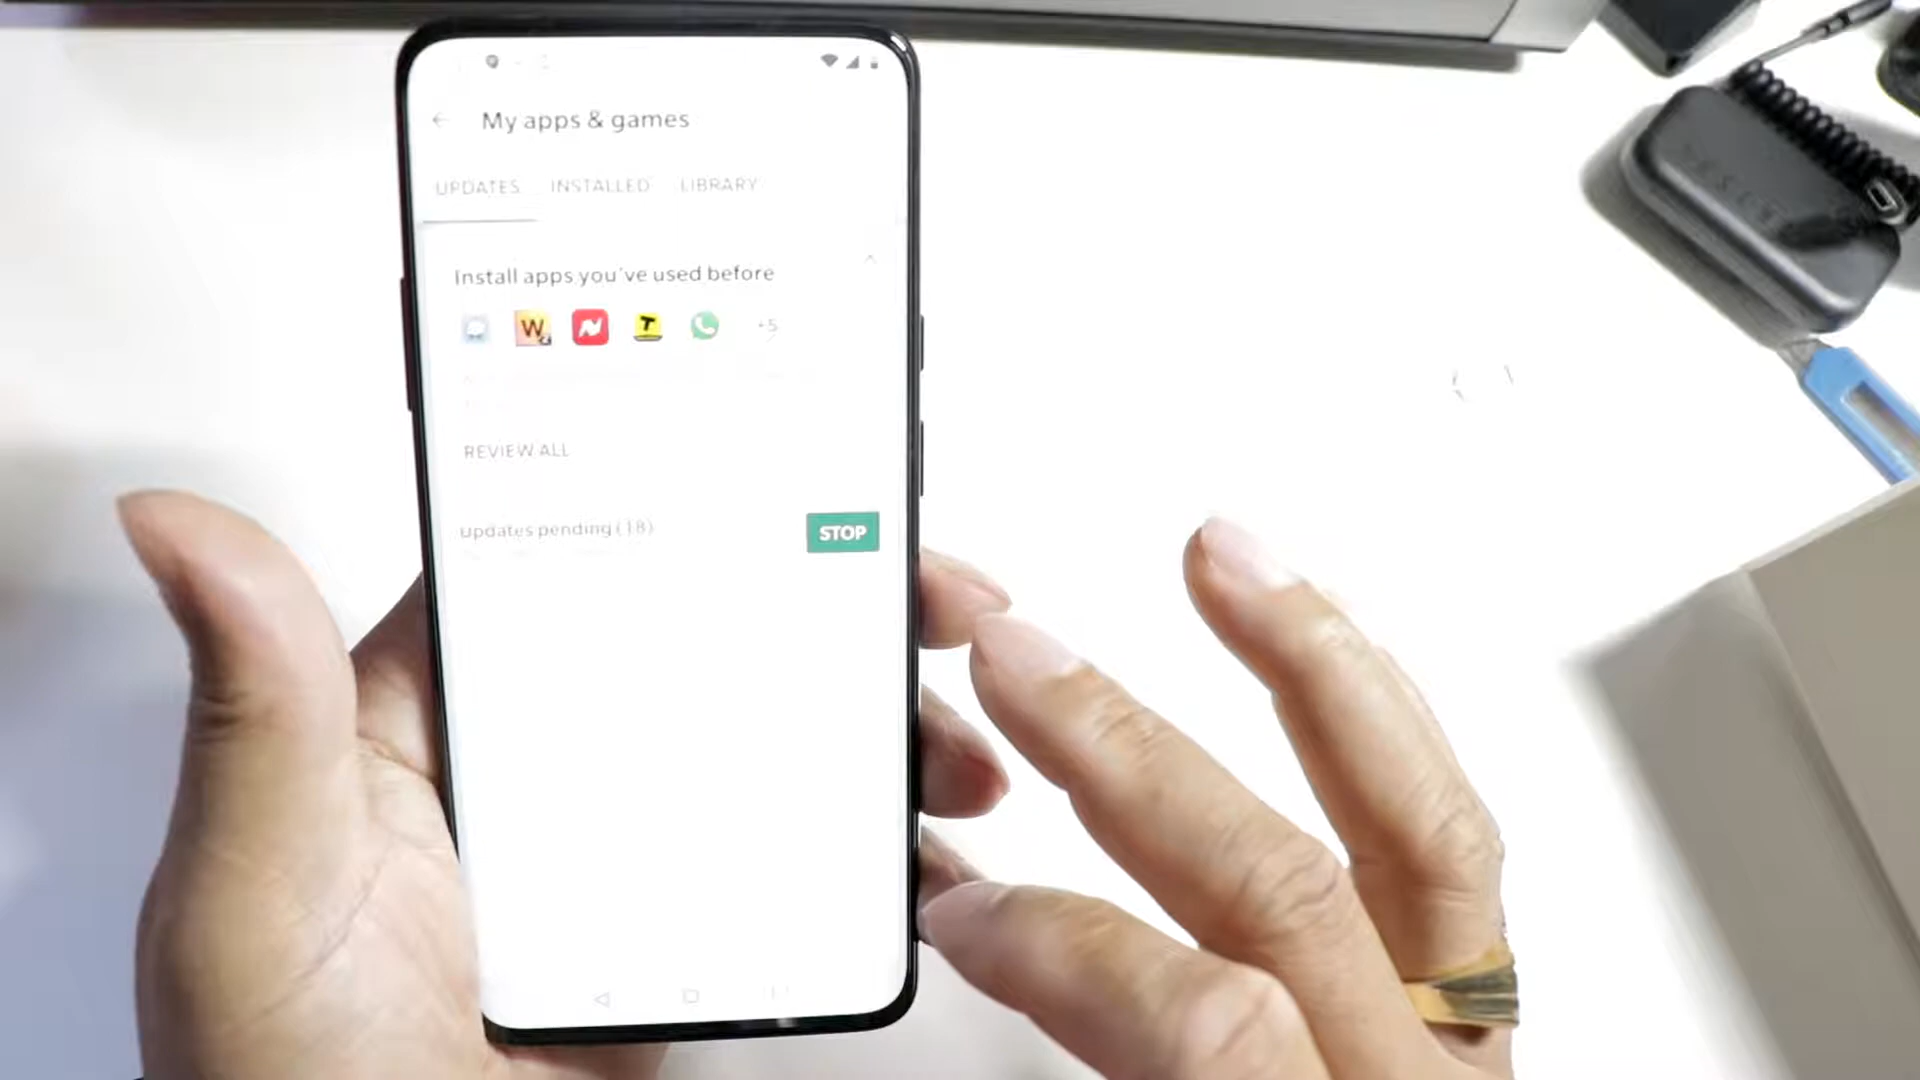 My apps & games
UPDATES INSTALLED LIBRARY
Install apps you've used before
W
N
T
+5
REVIEW ALL
Updates pending (18)
STOP